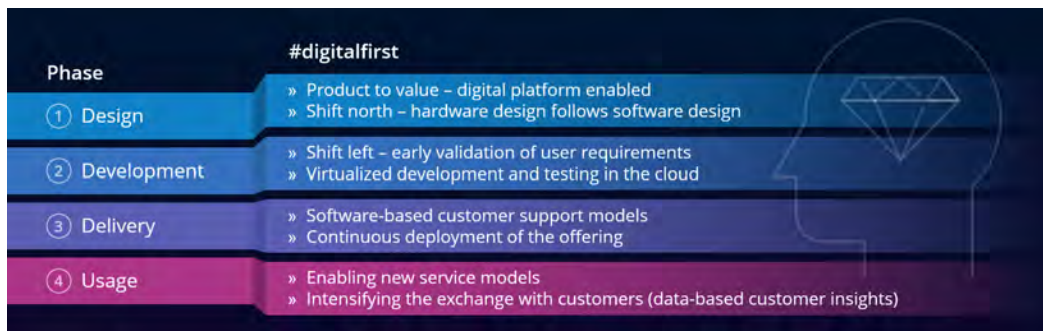 #digitalfirst
Phase
» Product to value – digital platform enabled
① Design
» Shift north – hardware design follows software design
» Shift left – early validation of user requirements
② Development
» Virtualized development and testing in the cloud
» Software-based customer support models
③ Delivery
» Continuous deployment of the offering
» Enabling new service models
④ Usage
» Intensifying the exchange with customers (data-based customer insights)